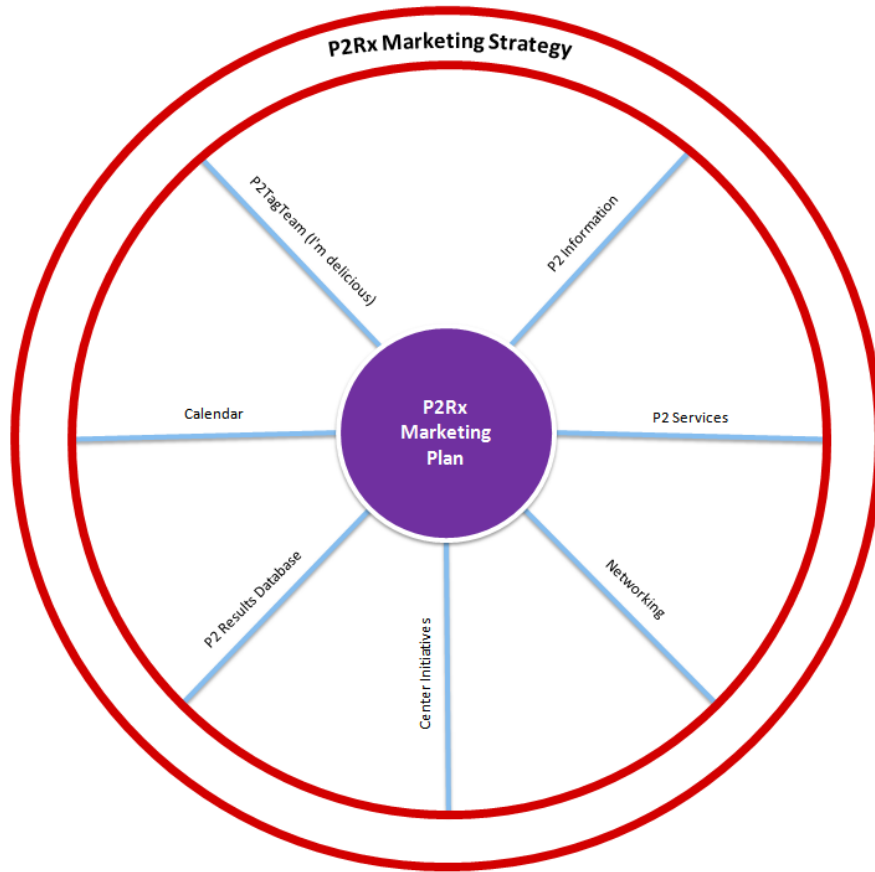 P2Rx Marketing Strategy
P2TagTeam (I'm delicious)
P2 Information
Calendar
P2Rx
Marketing
Plan
P2 Services
P2 Results Database
Center Initiatives
Networking